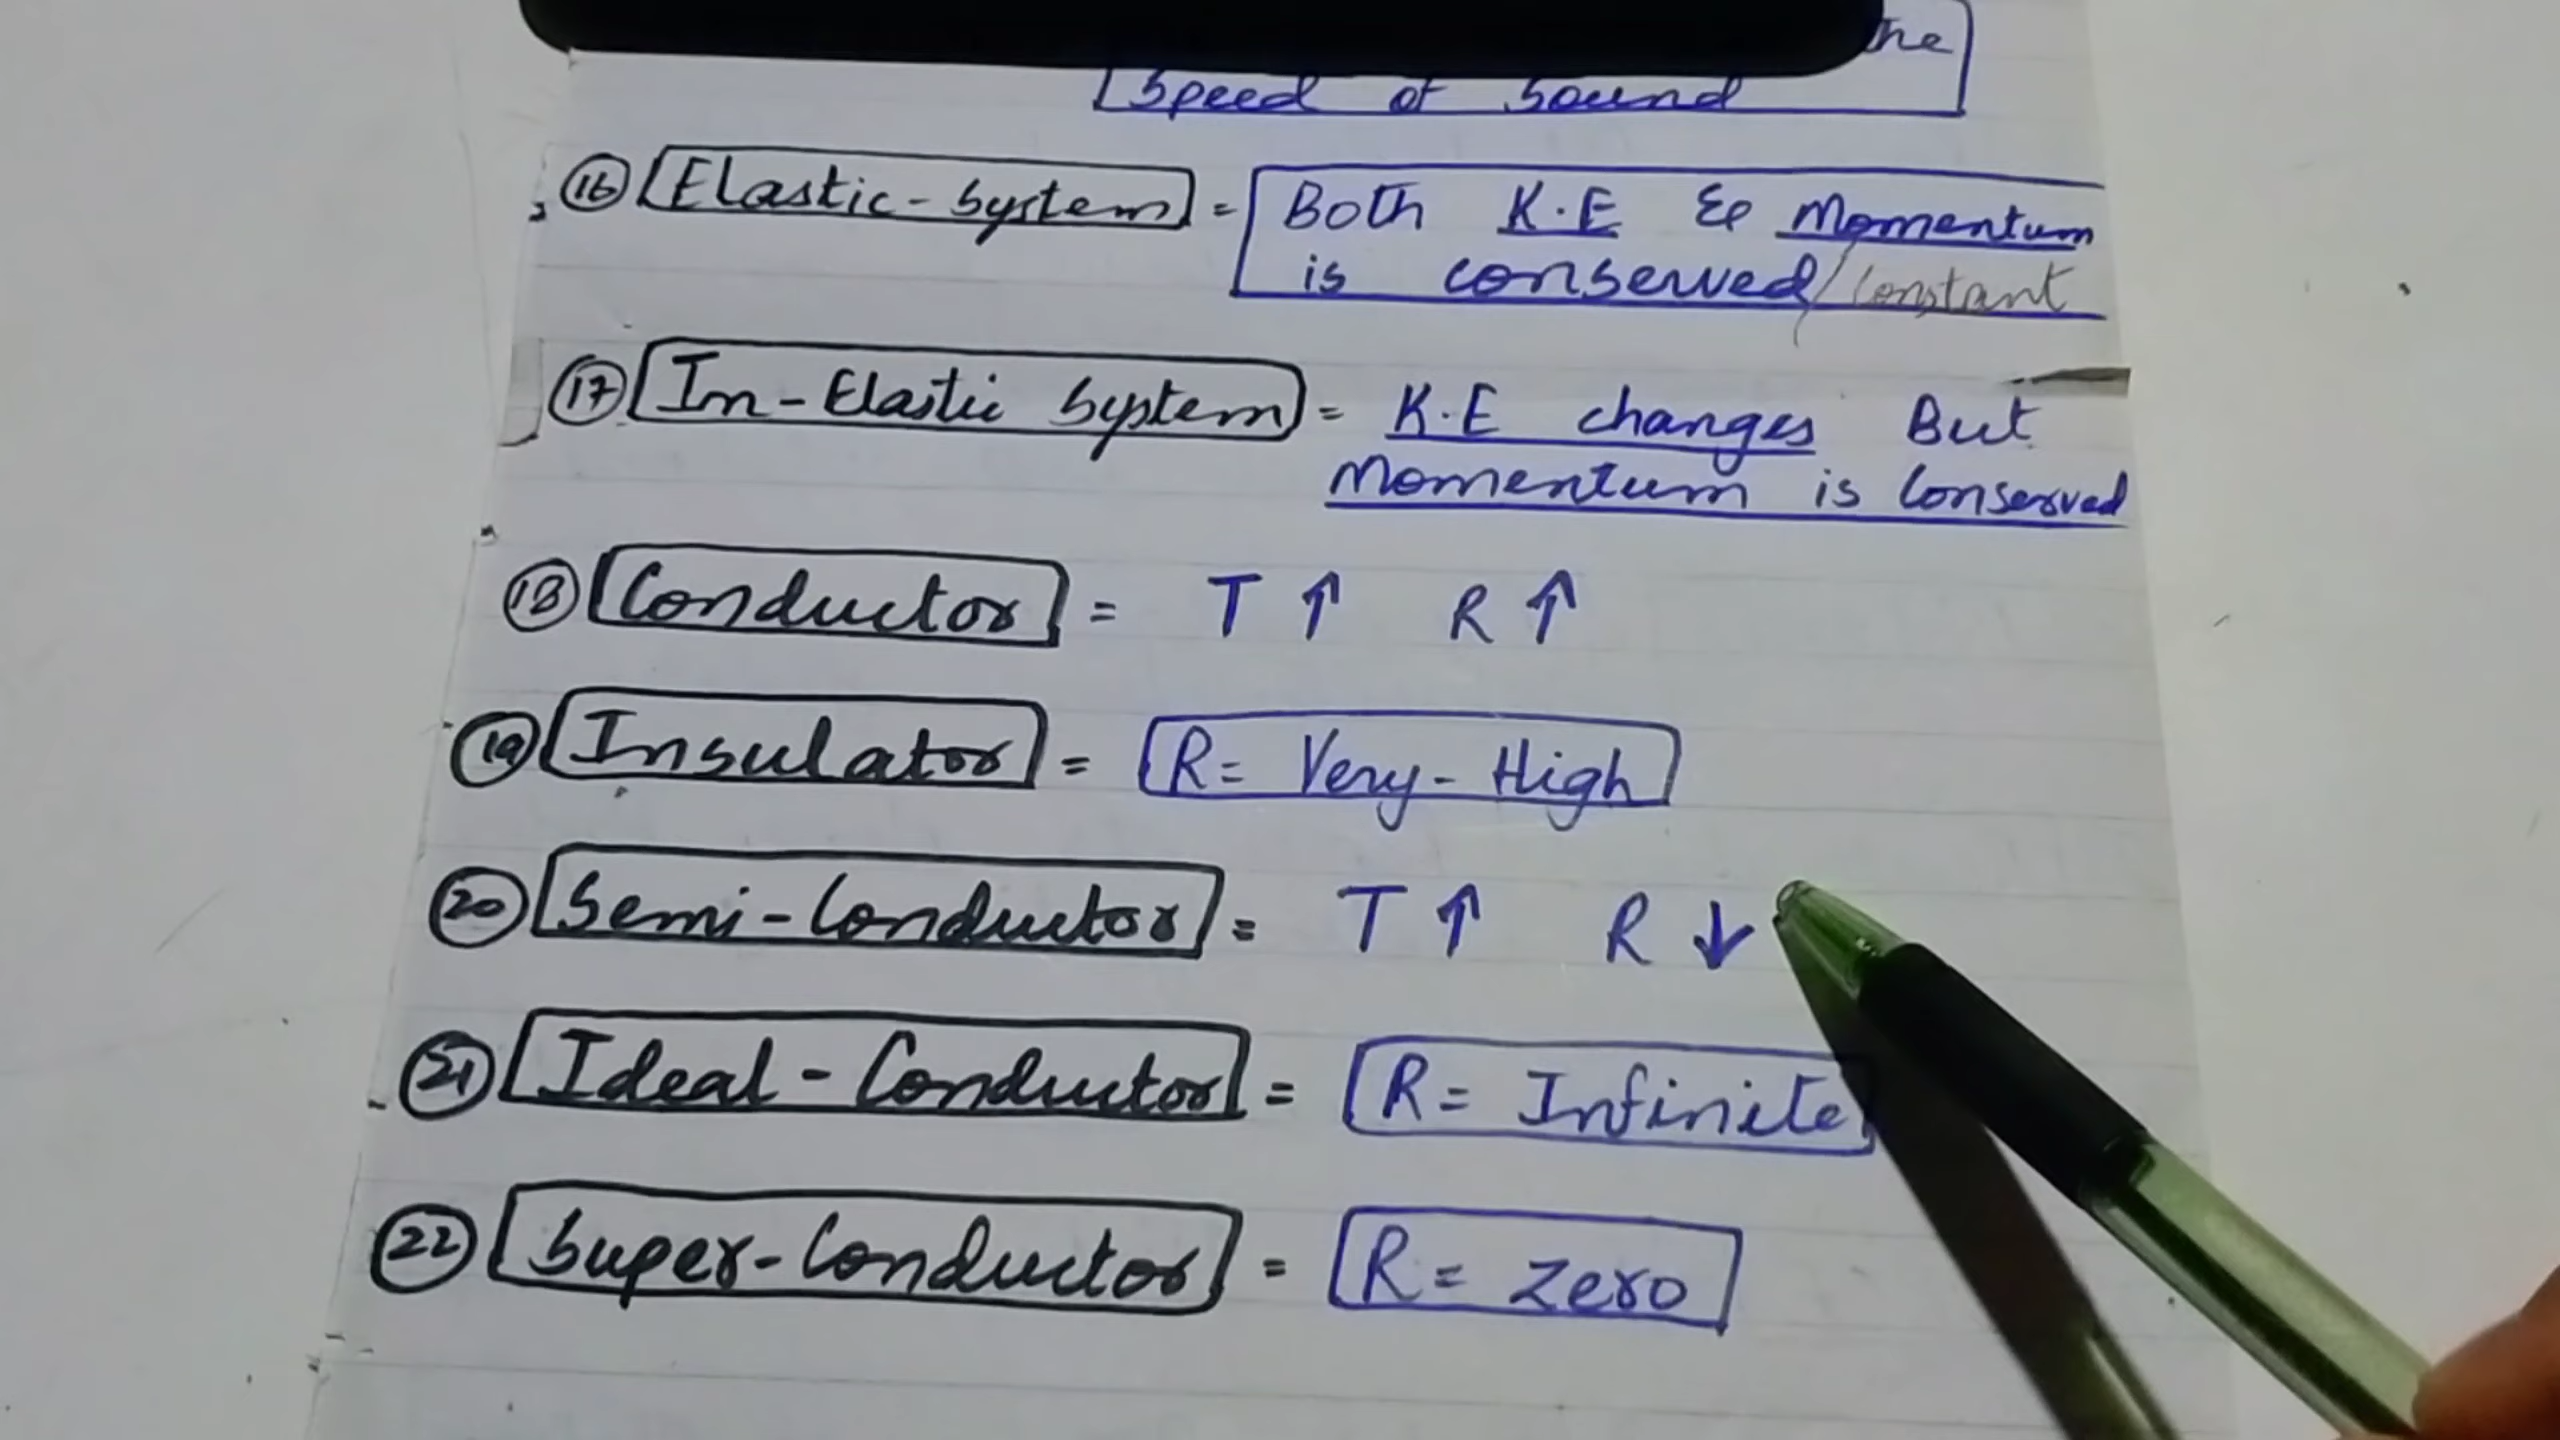 the
Speed of Sound
16 Elastic-System = Both K.E & Momentum
is conserved/Constant
17 In-Elastic System = K.E changes But
Momentum is Conserved
18 Conductor = T ↑ R ↑
19 Insulator = R= Very-High
20 Semi-Conductor = T ↑ R ↓
21 Ideal-Conductor = R= Infinite
22 Super-Conductor = R= Zero